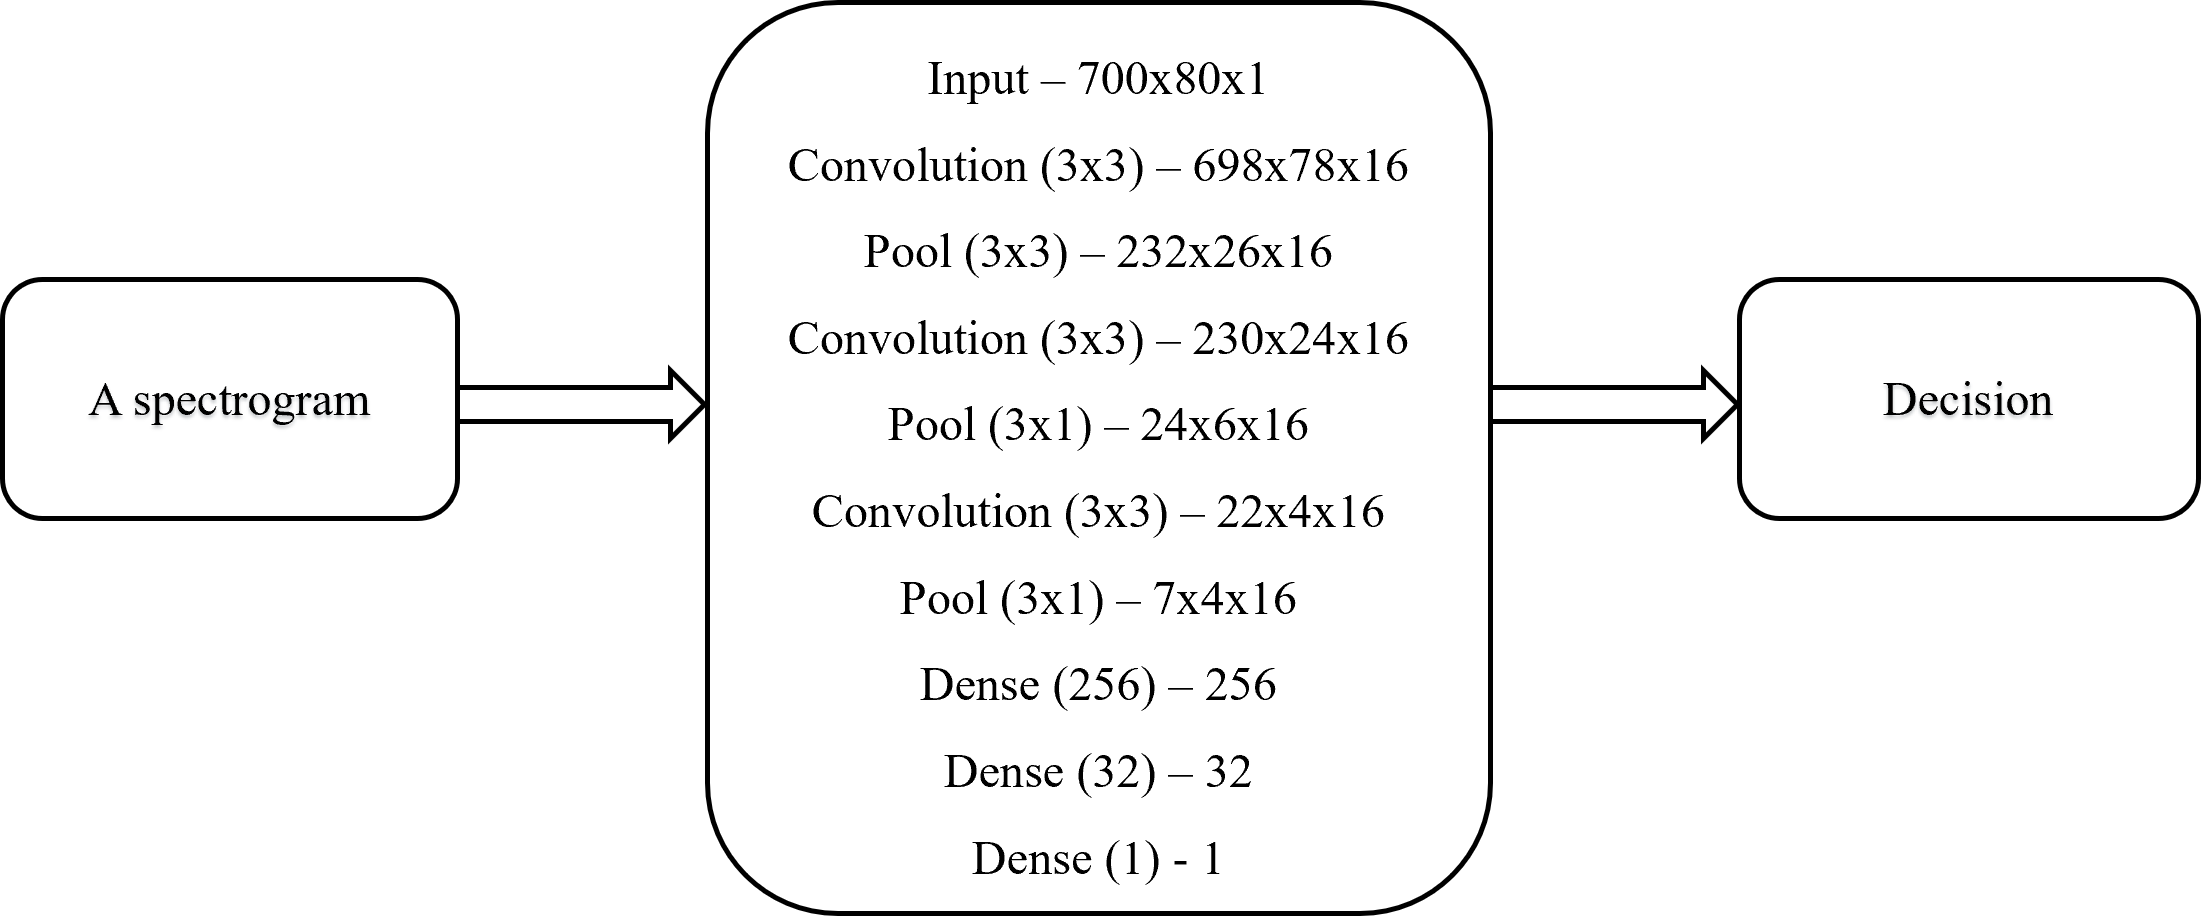 A spectrogram
Input – 700x80x1
Convolution (3x3) – 698x78x16
Pool (3x3) – 232x26x16
Convolution (3x3) – 230x24x16
Pool (3x1) – 24x6x16
Convolution (3x3) – 22x4x16
Pool (3x1) – 7x4x16
Dense (256) – 256
Dense (32) – 32
Dense (1) - 1
Decision